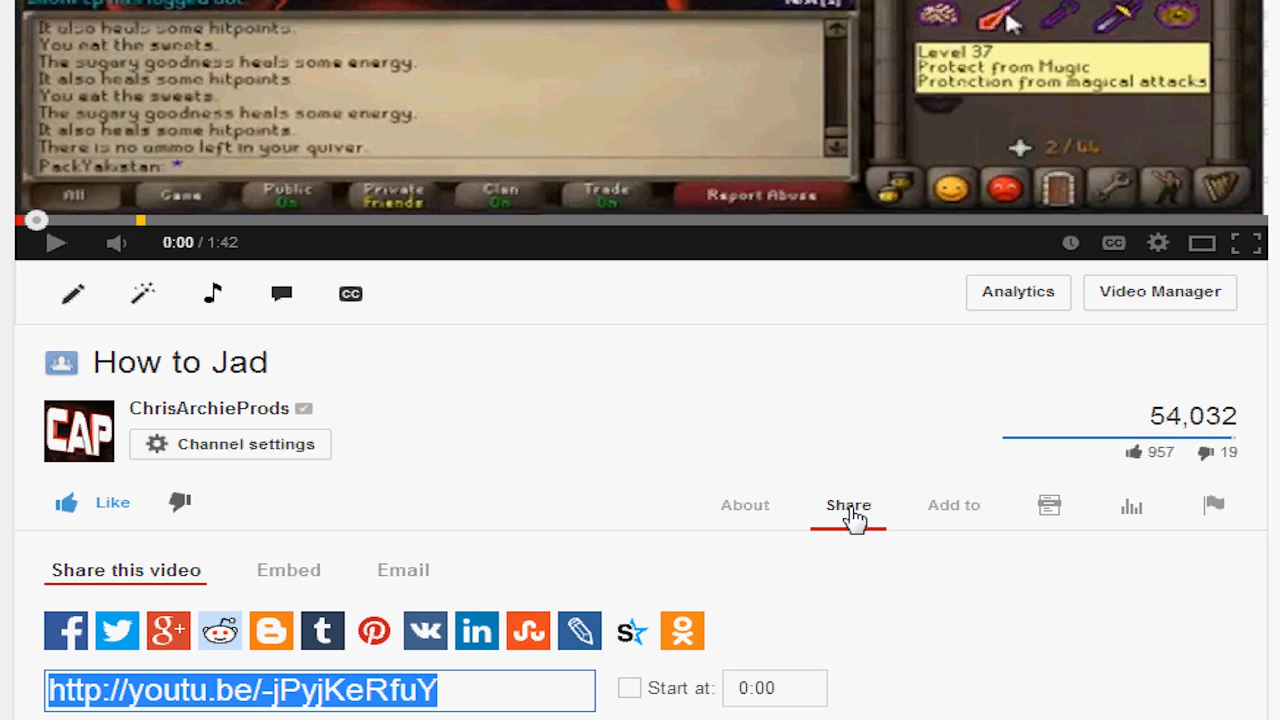 It also heals some hitpoints.
You eat the sweets.
The sugary goodness heals some energy.
It also heals some hitpoints.
You eat the sweets.
The sugary goodness heals some energy.
It also heals some hitpoints.
There is no ammo left in your quiver.
PackYakistan: *
Level 37
Protect from Magic
Protection from magical attacks
2/44
All
Game
Public
On
Private
Friends
Clan
On
Trade
On
Report Abuse
0:00 / 1:42
CC
CC
Analytics
Video Manager
How to Jad
CAP
ChrisArchieProds
Channel settings
54,032
957
19
Like
About
Share
Add to
Share this video
Embed
Email
http://youtu.be/-jPyjKeRfuY
Start at:
0:00